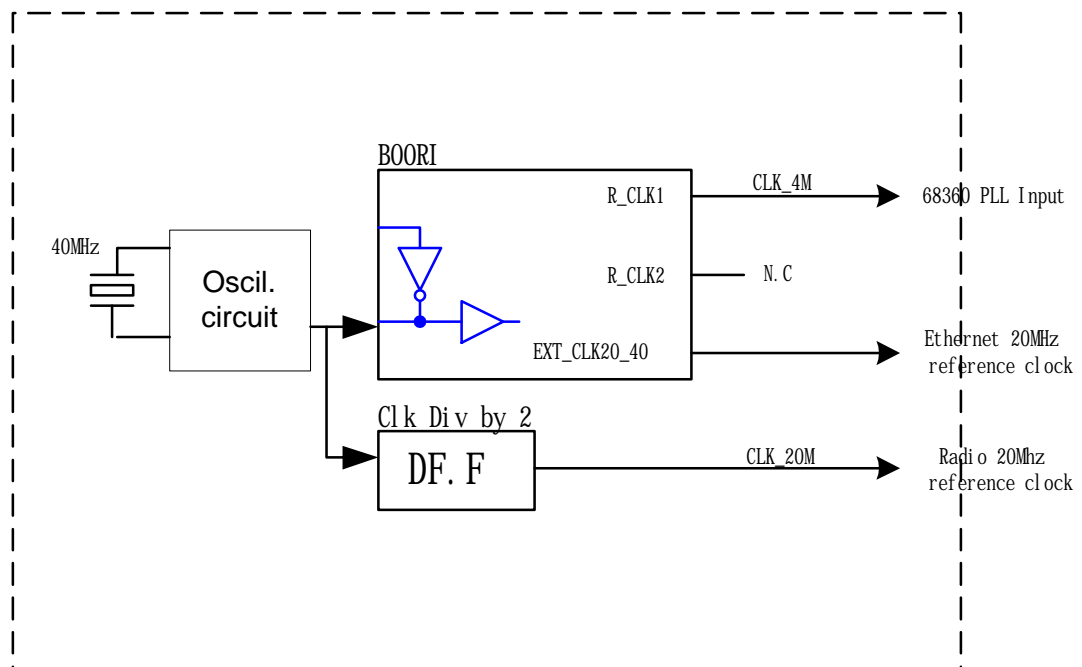 BOORI
R_CLK1
CLK_4M
68360 PLL Input
40MHz
Oscil.
circuit
R_CLK2
N.C
EXT_CLK20_40
Ethernet 20MHz
reference clock
Clk Div by 2
DF.F
CLK_20M
Radio 20Mhz
reference clock